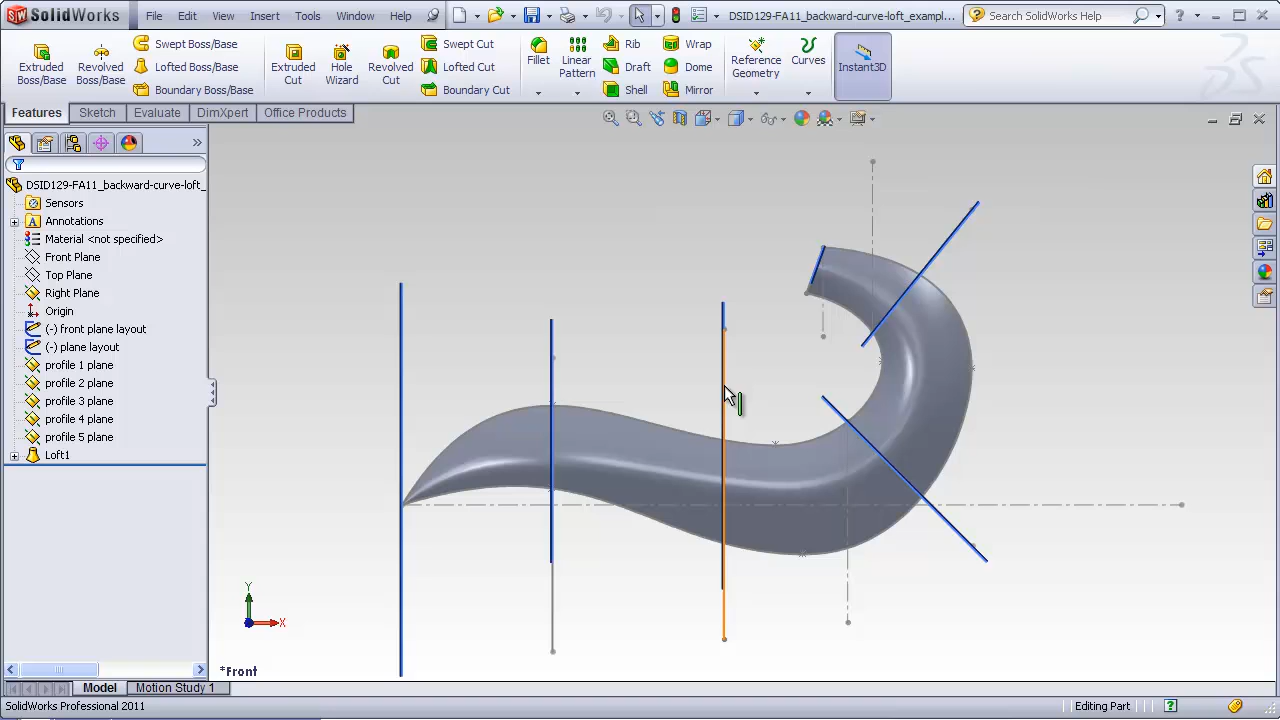 SolidWorks File Edit View Insert Tools Window Help DSID129-FA11_backward-curve-loft_exampl... Search SolidWorks Help
Extruded Boss/Base
Revolved Boss/Base
Swept Boss/Base
Lofted Boss/Base
Boundary Boss/Base
Extruded Cut
Hole Wizard
Revolved Cut
Swept Cut
Lofted Cut
Boundary Cut
Fillet
Linear Pattern
Rib
Draft
Shell
Wrap
Dome
Mirror
Reference Geometry
Curves
Instant3D
Features Sketch Evaluate DimXpert Office Products
DSID129-FA11_backward-curve-loft_
Sensors
Annotations
Material <not specified>
Front Plane
Top Plane
Right Plane
Origin
(-) front plane layout
(-) plane layout
profile 1 plane
profile 2 plane
profile 3 plane
profile 4 plane
profile 5 plane
Loft1
Y
X
*Front
Model Motion Study 1
SolidWorks Professional 2011 Editing Part